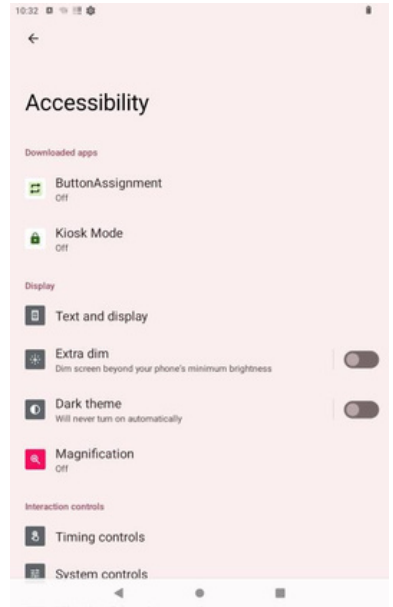 10:32
Accessibility
Downloaded apps
ButtonAssignment
Off
Kiosk Mode
Off
Display
Text and display
Extra dim
Dim screen beyond your phone's minimum brightness
Dark theme
Will never turn on automatically
Magnification
Off
Interaction controls
Timing controls
System controls